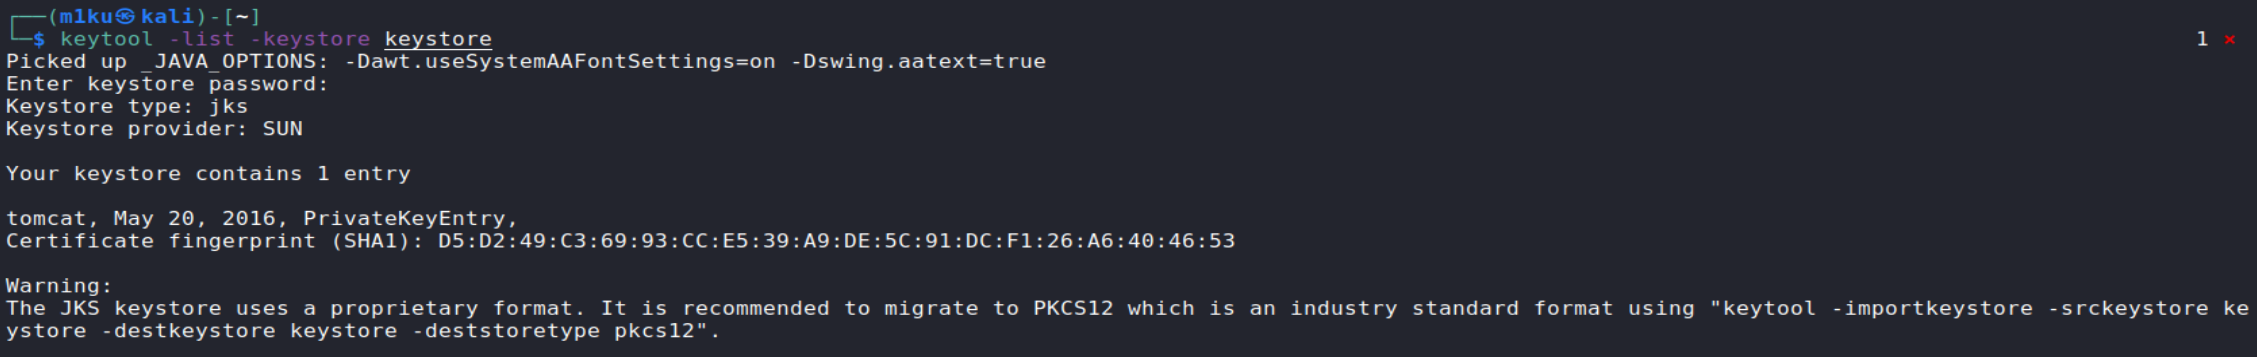 ┌──(m1ku㉿kali)-[~]
└─$ keytool -list -keystore keystore 1 ⨯
Picked up _JAVA_OPTIONS: -Dawt.useSystemAAFontSettings=on -Dswing.aatext=true
Enter keystore password:
Keystore type: jks
Keystore provider: SUN

Your keystore contains 1 entry

tomcat, May 20, 2016, PrivateKeyEntry,
Certificate fingerprint (SHA1): D5:D2:49:C3:69:93:CC:E5:39:A9:DE:5C:91:DC:F1:26:A6:40:46:53

Warning:
The JKS keystore uses a proprietary format. It is recommended to migrate to PKCS12 which is an industry standard format using "keytool -importkeystore -srckeystore ke
ystore -destkeystore keystore -deststoretype pkcs12".